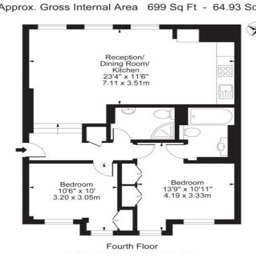 Approx. Gross Internal Area 699 Sq Ft - 64.93 Sq
Reception/
Dining Room/
Kitchen
23'4" x 11'6"
7.11 x 3.51m
Bedroom
10'6" x 10'
3.20 x 3.05m
Bedroom
13'9" x 10'11"
4.19 x 3.33m
Fourth Floor